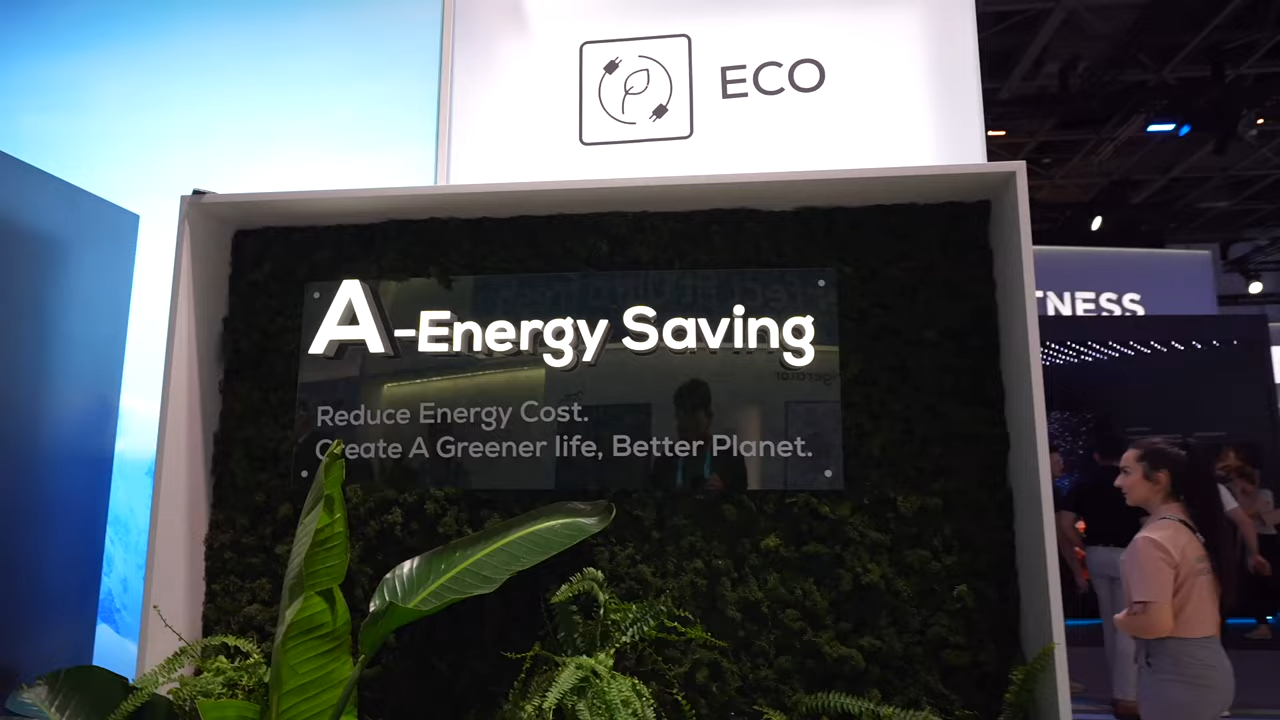 ECO
A-Energy Saving
Reduce Energy Cost.
Create A Greener life, Better Planet.
TNESS